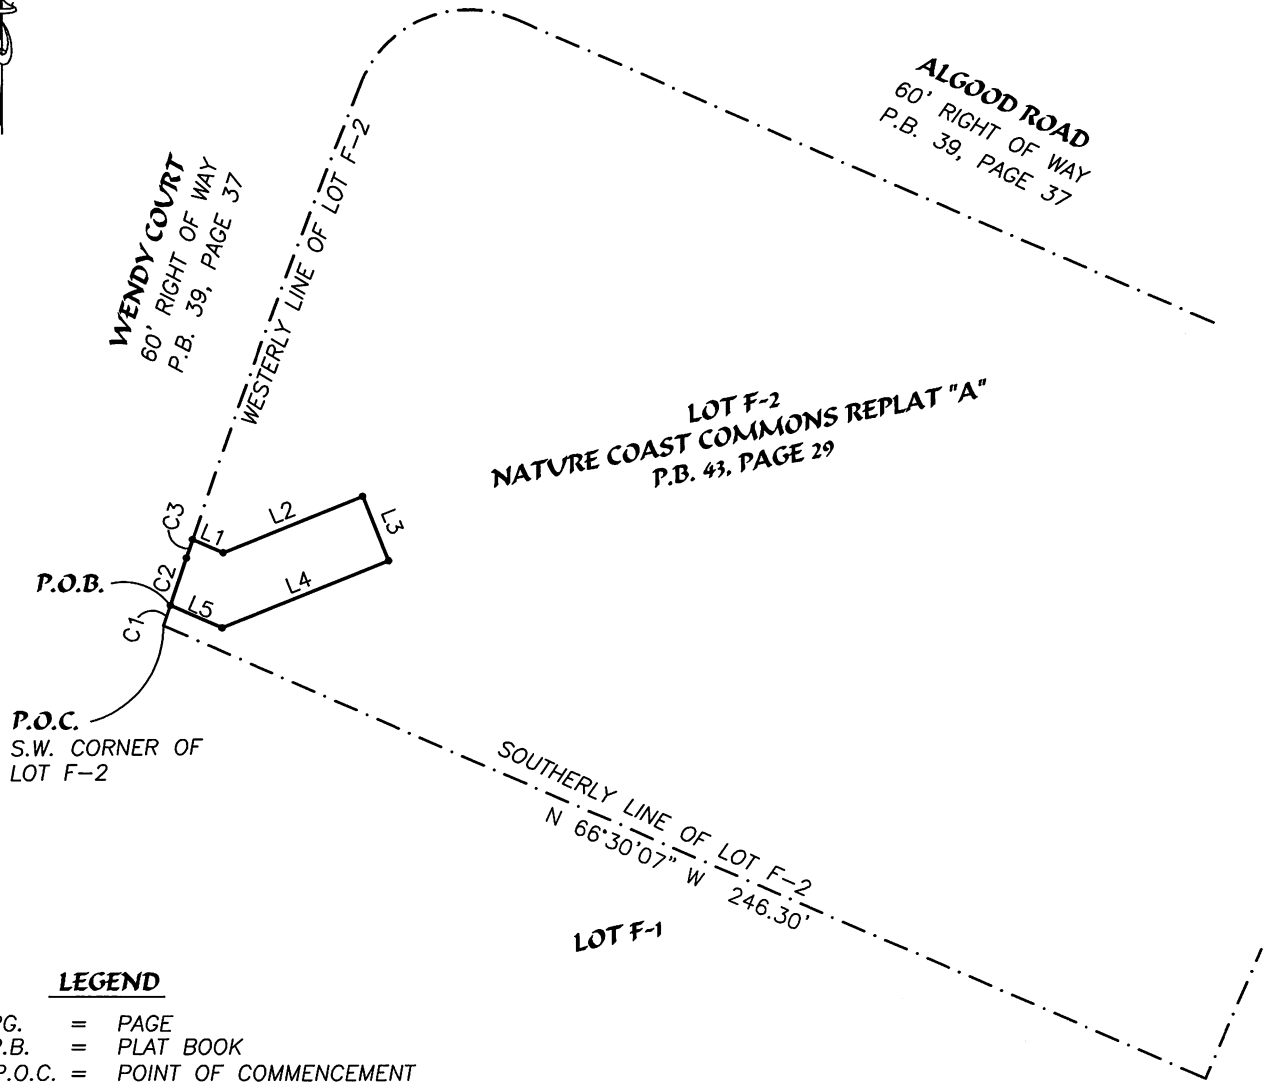 ALGOOD ROAD
60' RIGHT OF WAY
P.B. 39, PAGE 37
WENDY COURT
60' RIGHT OF WAY
P.B. 39, PAGE 37
WESTERLY LINE OF LOT F-2
LOT F-2
NATURE COAST COMMONS REPLAT "A"
P.B. 43, PAGE 29
C3
L1
L2
L3
P.O.B.
C2
L4
L5
C1
P.O.C.
S.W. CORNER OF
LOT F-2
SOUTHERLY LINE OF LOT F-2
N 66°30'07" W 246.30'
LOT F-1
LEGEND
PG. = PAGE
P.B. = PLAT BOOK
P.O.C. = POINT OF COMMENCEMENT